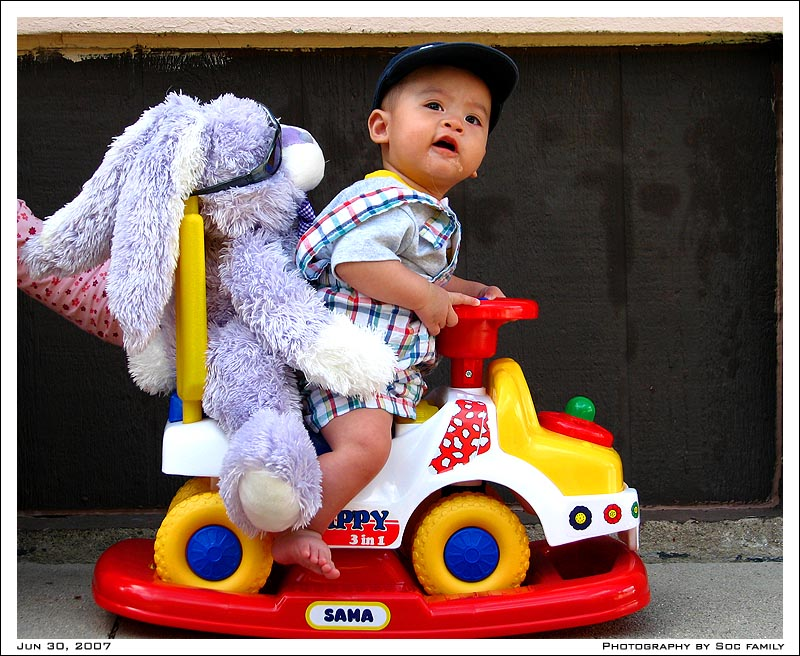 PPY
3 in 1
SAMA
JUN 30, 2007
PHOTOGRAPHY BY SOC FAMILY